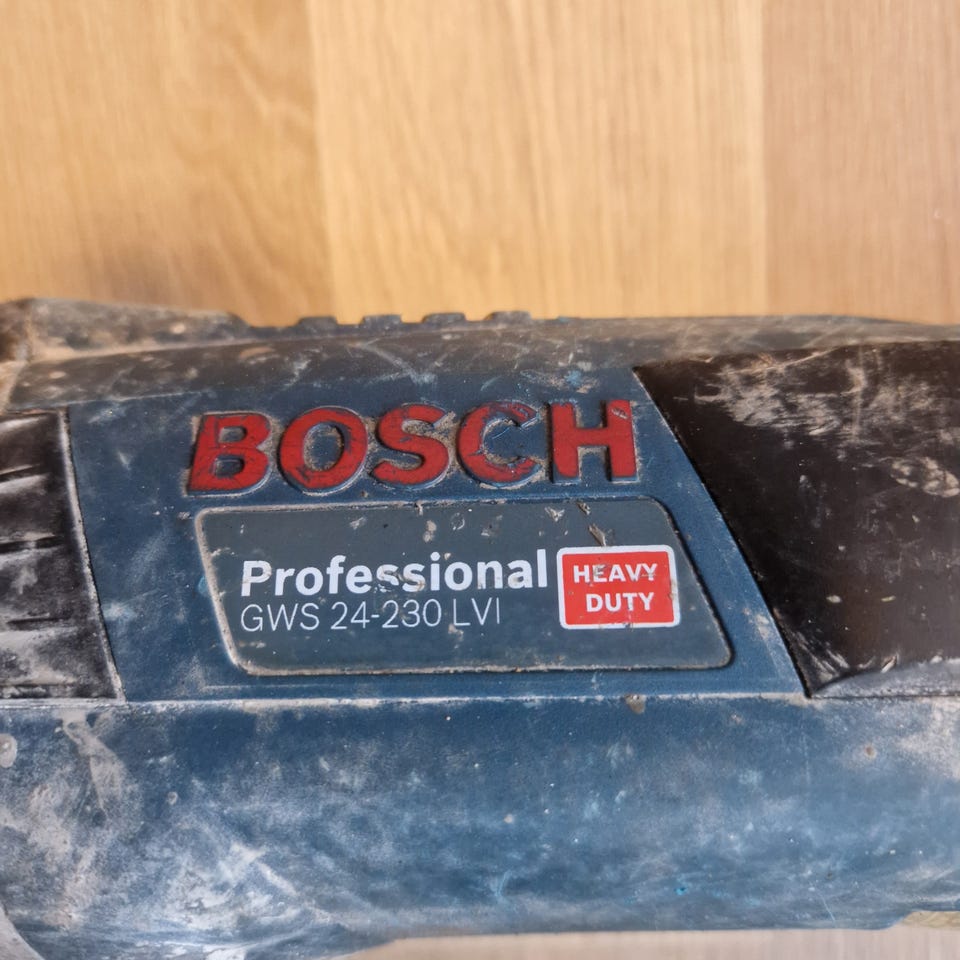 BOSCH
Professional
GWS 24-230 LVI
HEAVY
DUTY